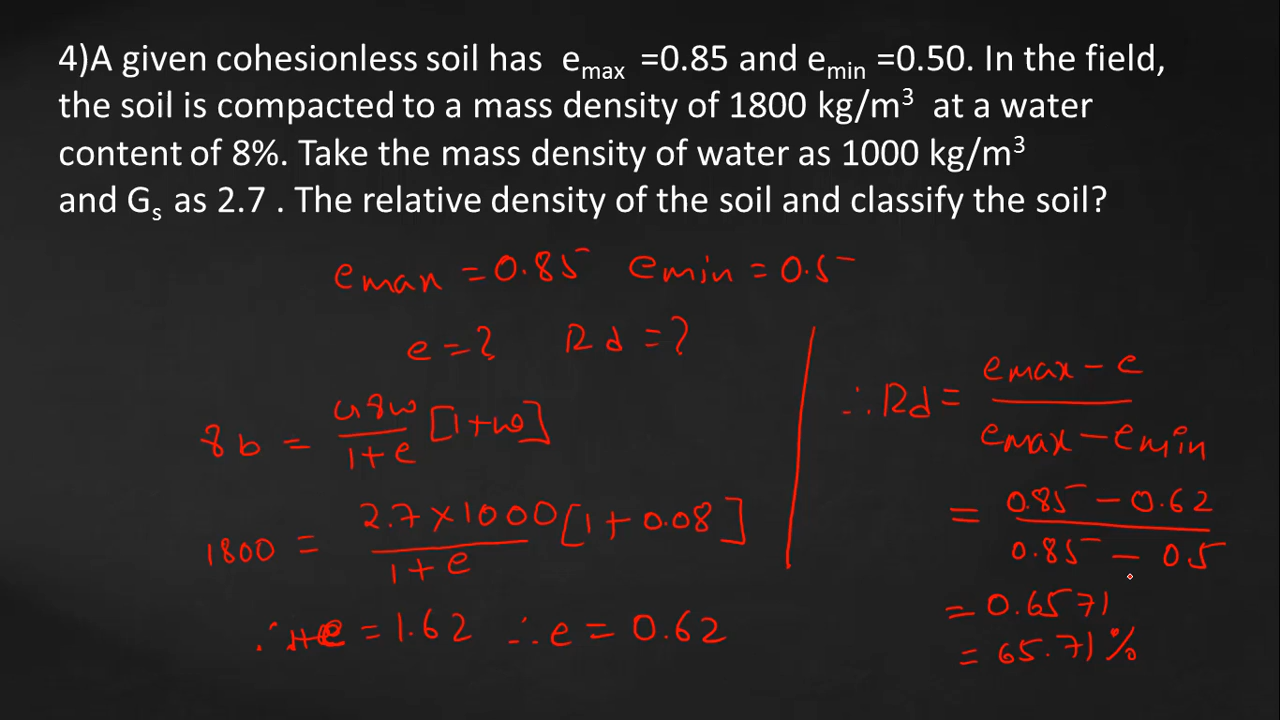 4)A given cohesionless soil has e_max =0.85 and e_min =0.50. In the field,
the soil is compacted to a mass density of 1800 kg/m³ at a water
content of 8%. Take the mass density of water as 1000 kg/m³
and G_s as 2.7 . The relative density of the soil and classify the soil?
e max = 0.85 e min = 0.5
e = ? Rd = ?
γb = Gγw / 1+e [1+w]
1800 = 2.7×1000 / 1+e [1+0.08]
∴ 1+e = 1.62 ∴ e = 0.62
∴ Rd = emax − e / emax − emin
= 0.85 − 0.62 / 0.85 − 0.5
= 0.6571
= 65.71 %